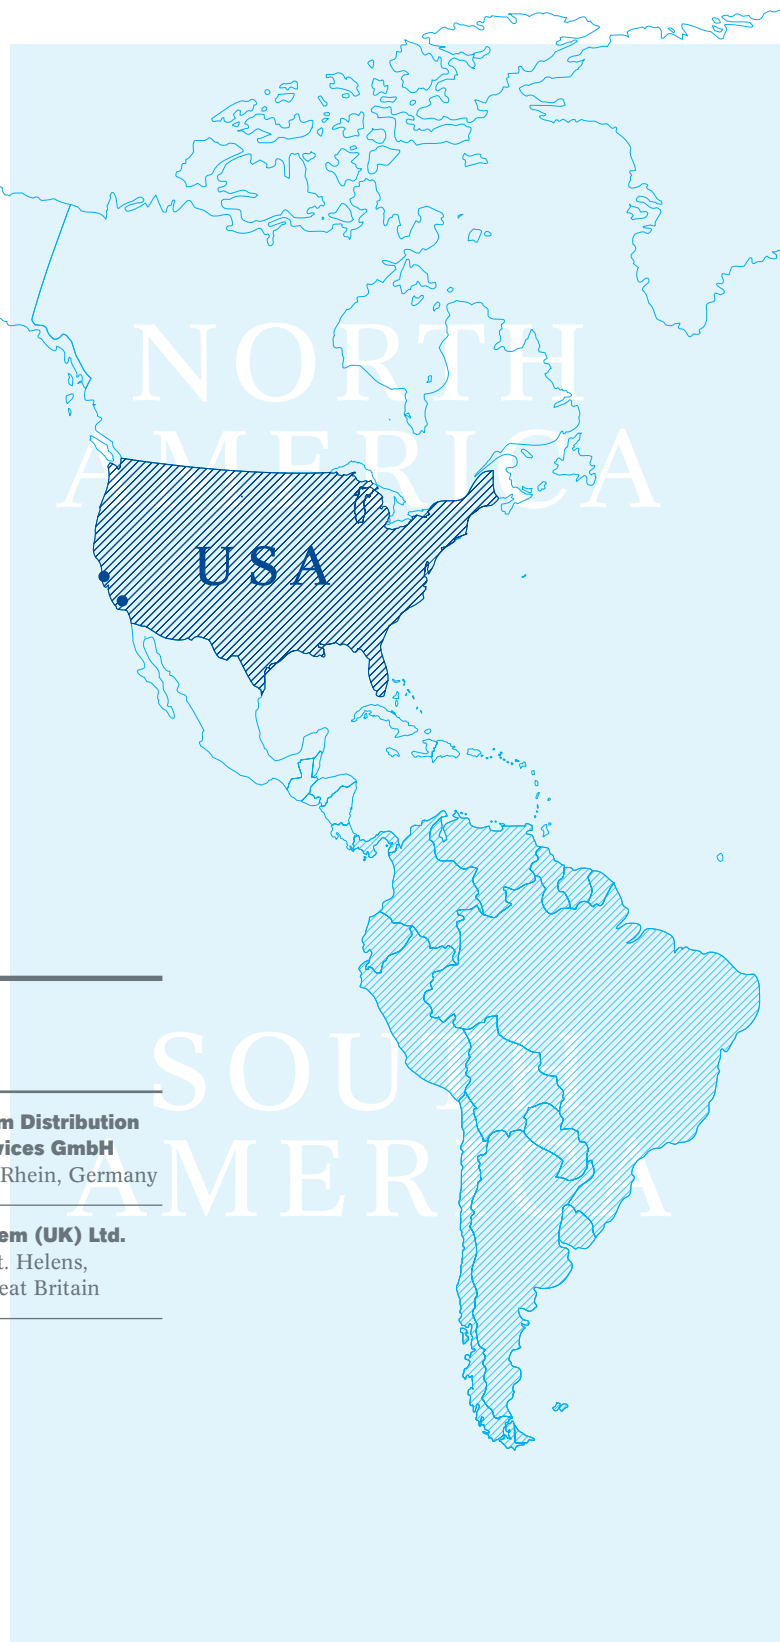 NORTH
AMERICA
USA
SOUTH
AMERICA
m Distribution
vices GmbH
Rhein, Germany
em (UK) Ltd.
t. Helens,
eat Britain